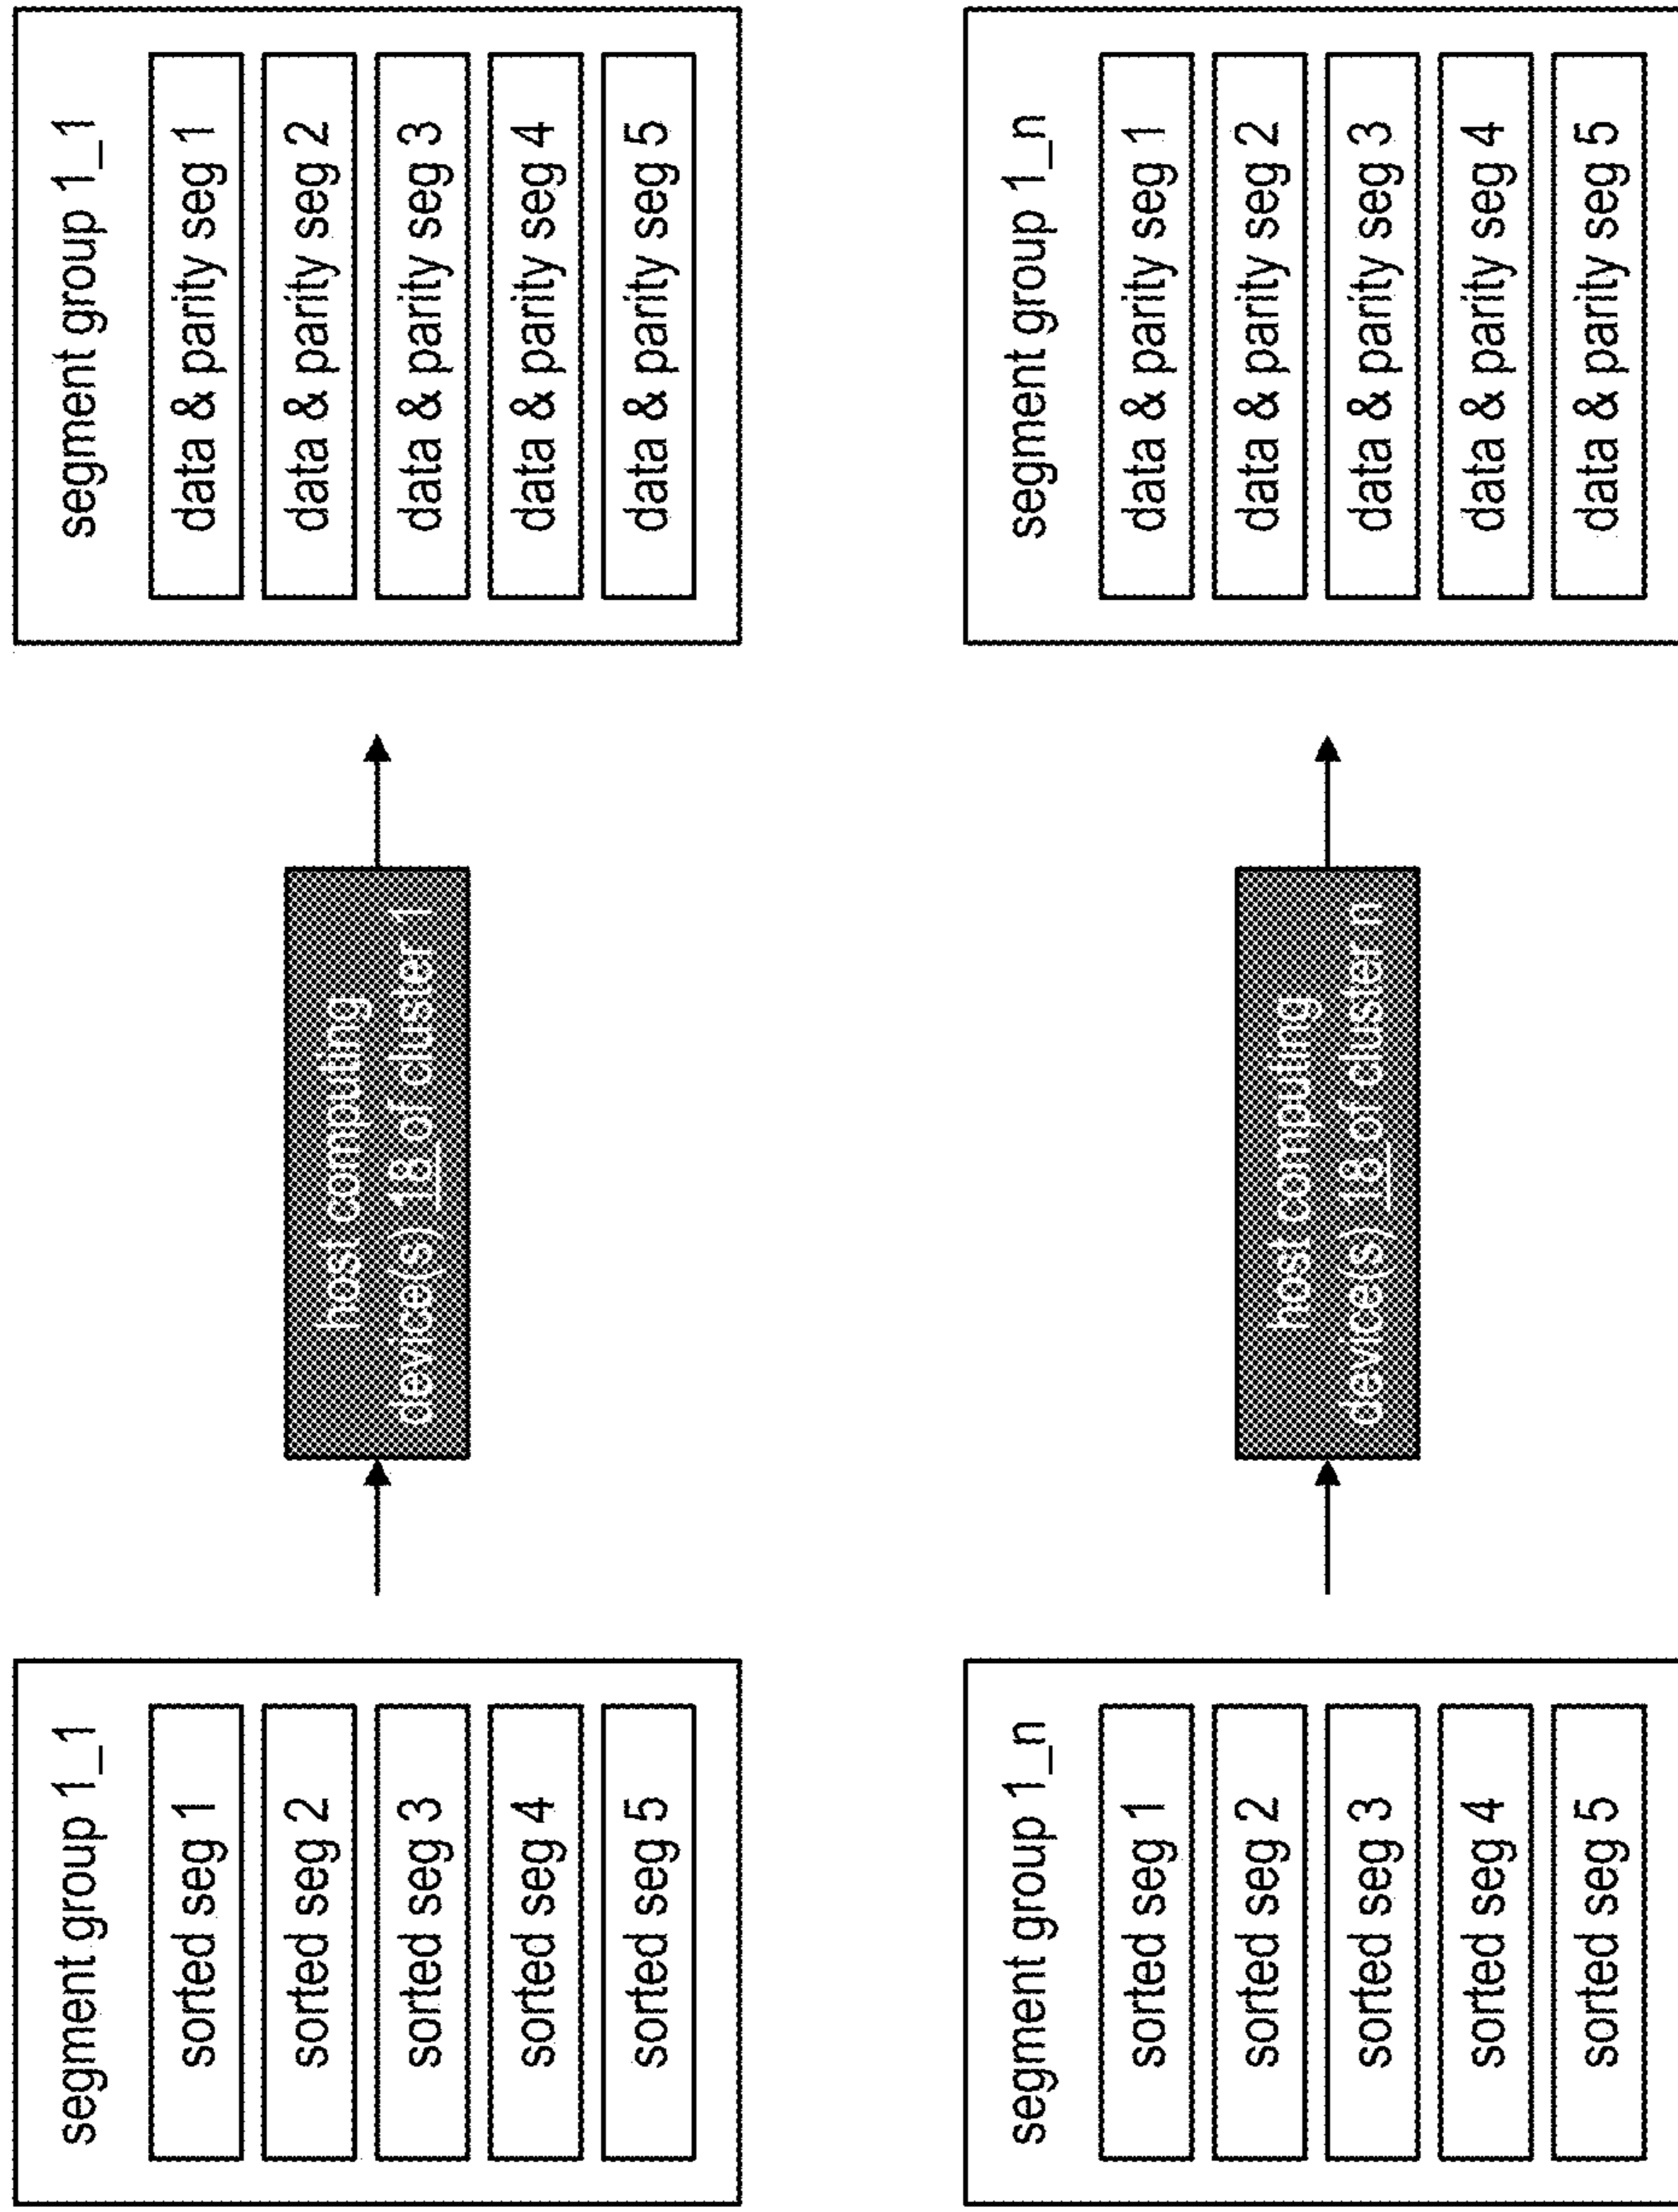 segment group 1_1
sorted seg 1
sorted seg 2
sorted seg 3
sorted seg 4
sorted seg 5
host computing
device(s) 18 of cluster 1
segment group 1_1
data & parity seg 1
data & parity seg 2
data & parity seg 3
data & parity seg 4
data & parity seg 5
segment group 1_n
sorted seg 1
sorted seg 2
sorted seg 3
sorted seg 4
sorted seg 5
host computing
device(s) 18 of cluster n
segment group 1_n
data & parity seg 1
data & parity seg 2
data & parity seg 3
data & parity seg 4
data & parity seg 5